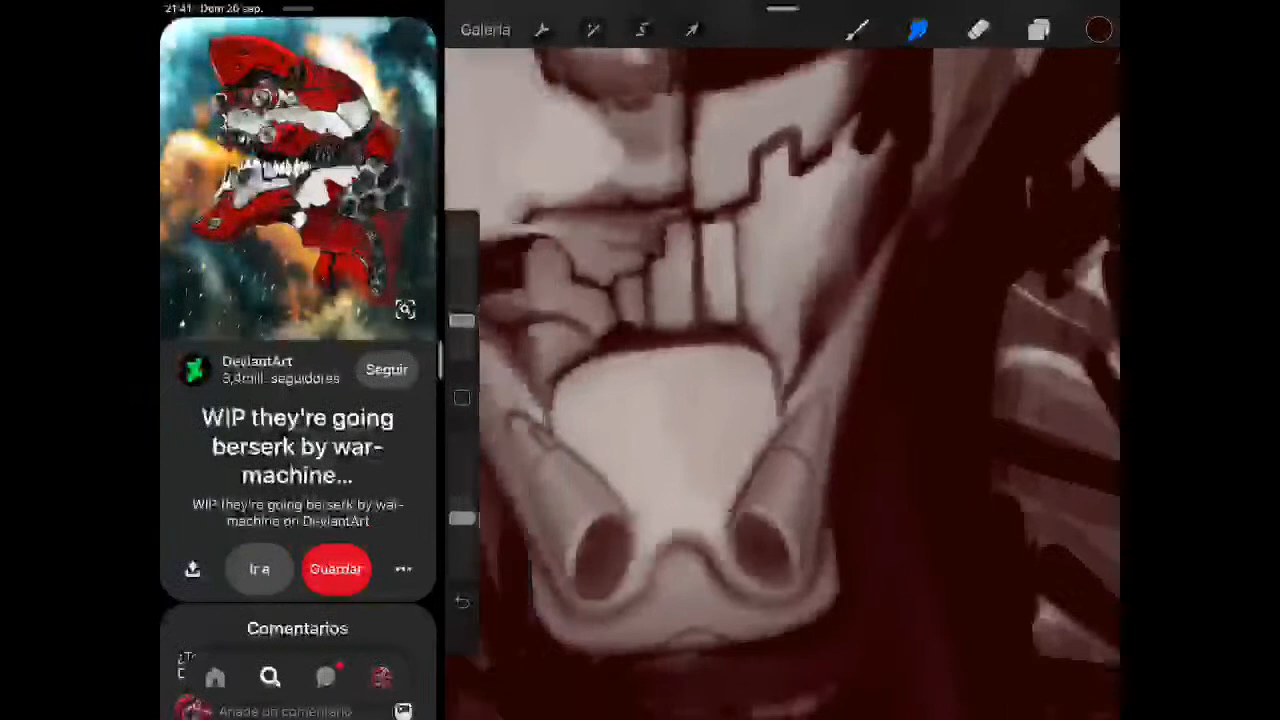 21:41 Dom 20 sep.
Galería
DeviantArt
3,4mill. seguidores
Seguir
WIP they're going
berserk by war-
machine...
WIP they're going berserk by war-
machine on DeviantArt
Ir a
Guardar
Comentarios
Añade un comentario